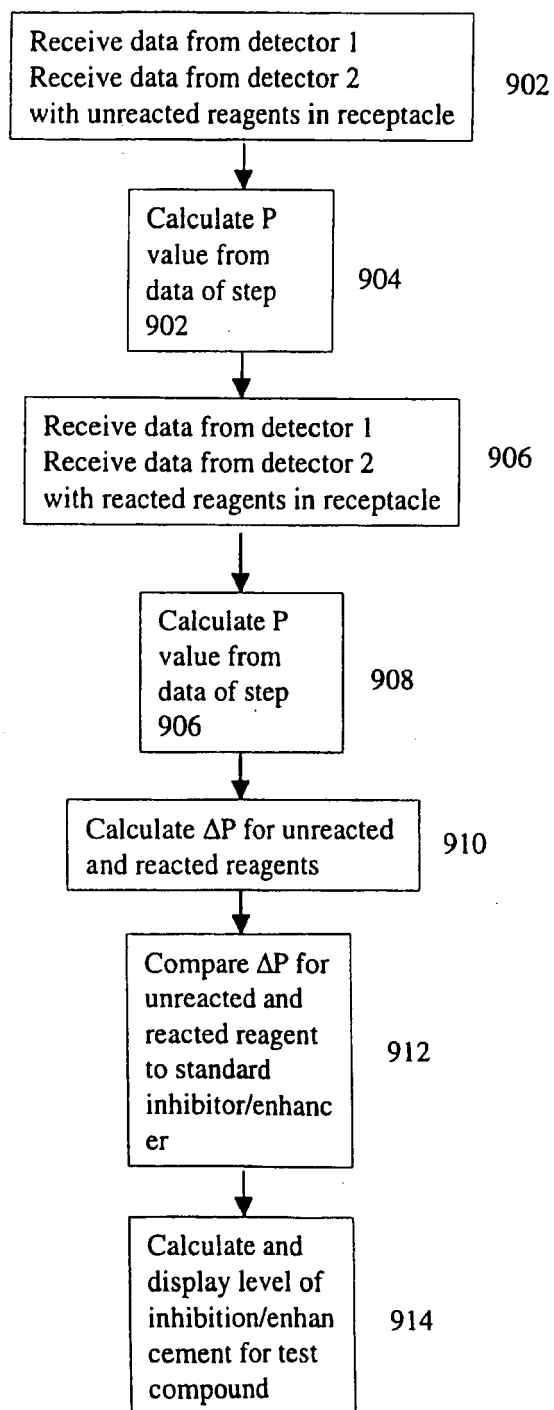 Receive data from detector 1
Receive data from detector 2
with unreacted reagents in receptacle
902
Calculate P
value from
data of step
902
904
Receive data from detector 1
Receive data from detector 2
with reacted reagents in receptacle
906
Calculate P
value from
data of step
906
908
Calculate ΔP for unreacted
and reacted reagents
910
Compare ΔP for
unreacted and
reacted reagent
to standard
inhibitor/enhanc
er
912
Calculate and
display level of
inhibition/enhan
cement for test
compound
914